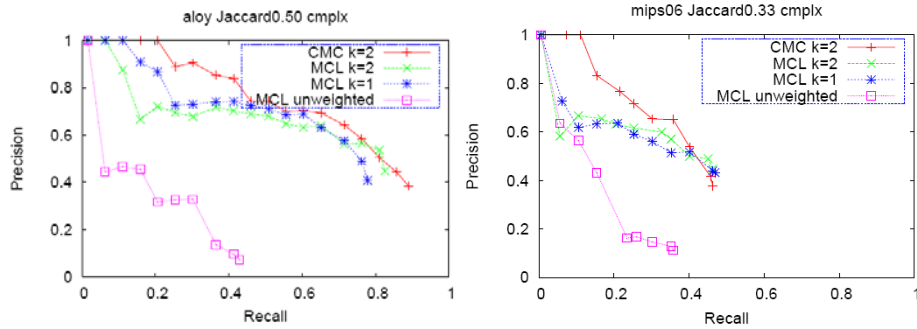 aloy Jaccard0.50 cmplx
1
0.8
0.6
0.4
0.2
0
Precision
0
0.2
0.4
0.6
0.8
1
Recall
CMC k=2
MCL k=2
MCL k=1
MCL unweighted
mips06 Jaccard0.33 cmplx
1
0.8
0.6
0.4
0.2
0
Precision
0
0.2
0.4
0.6
0.8
1
Recall
CMC k=2
MCL k=2
MCL k=1
MCL unweighted